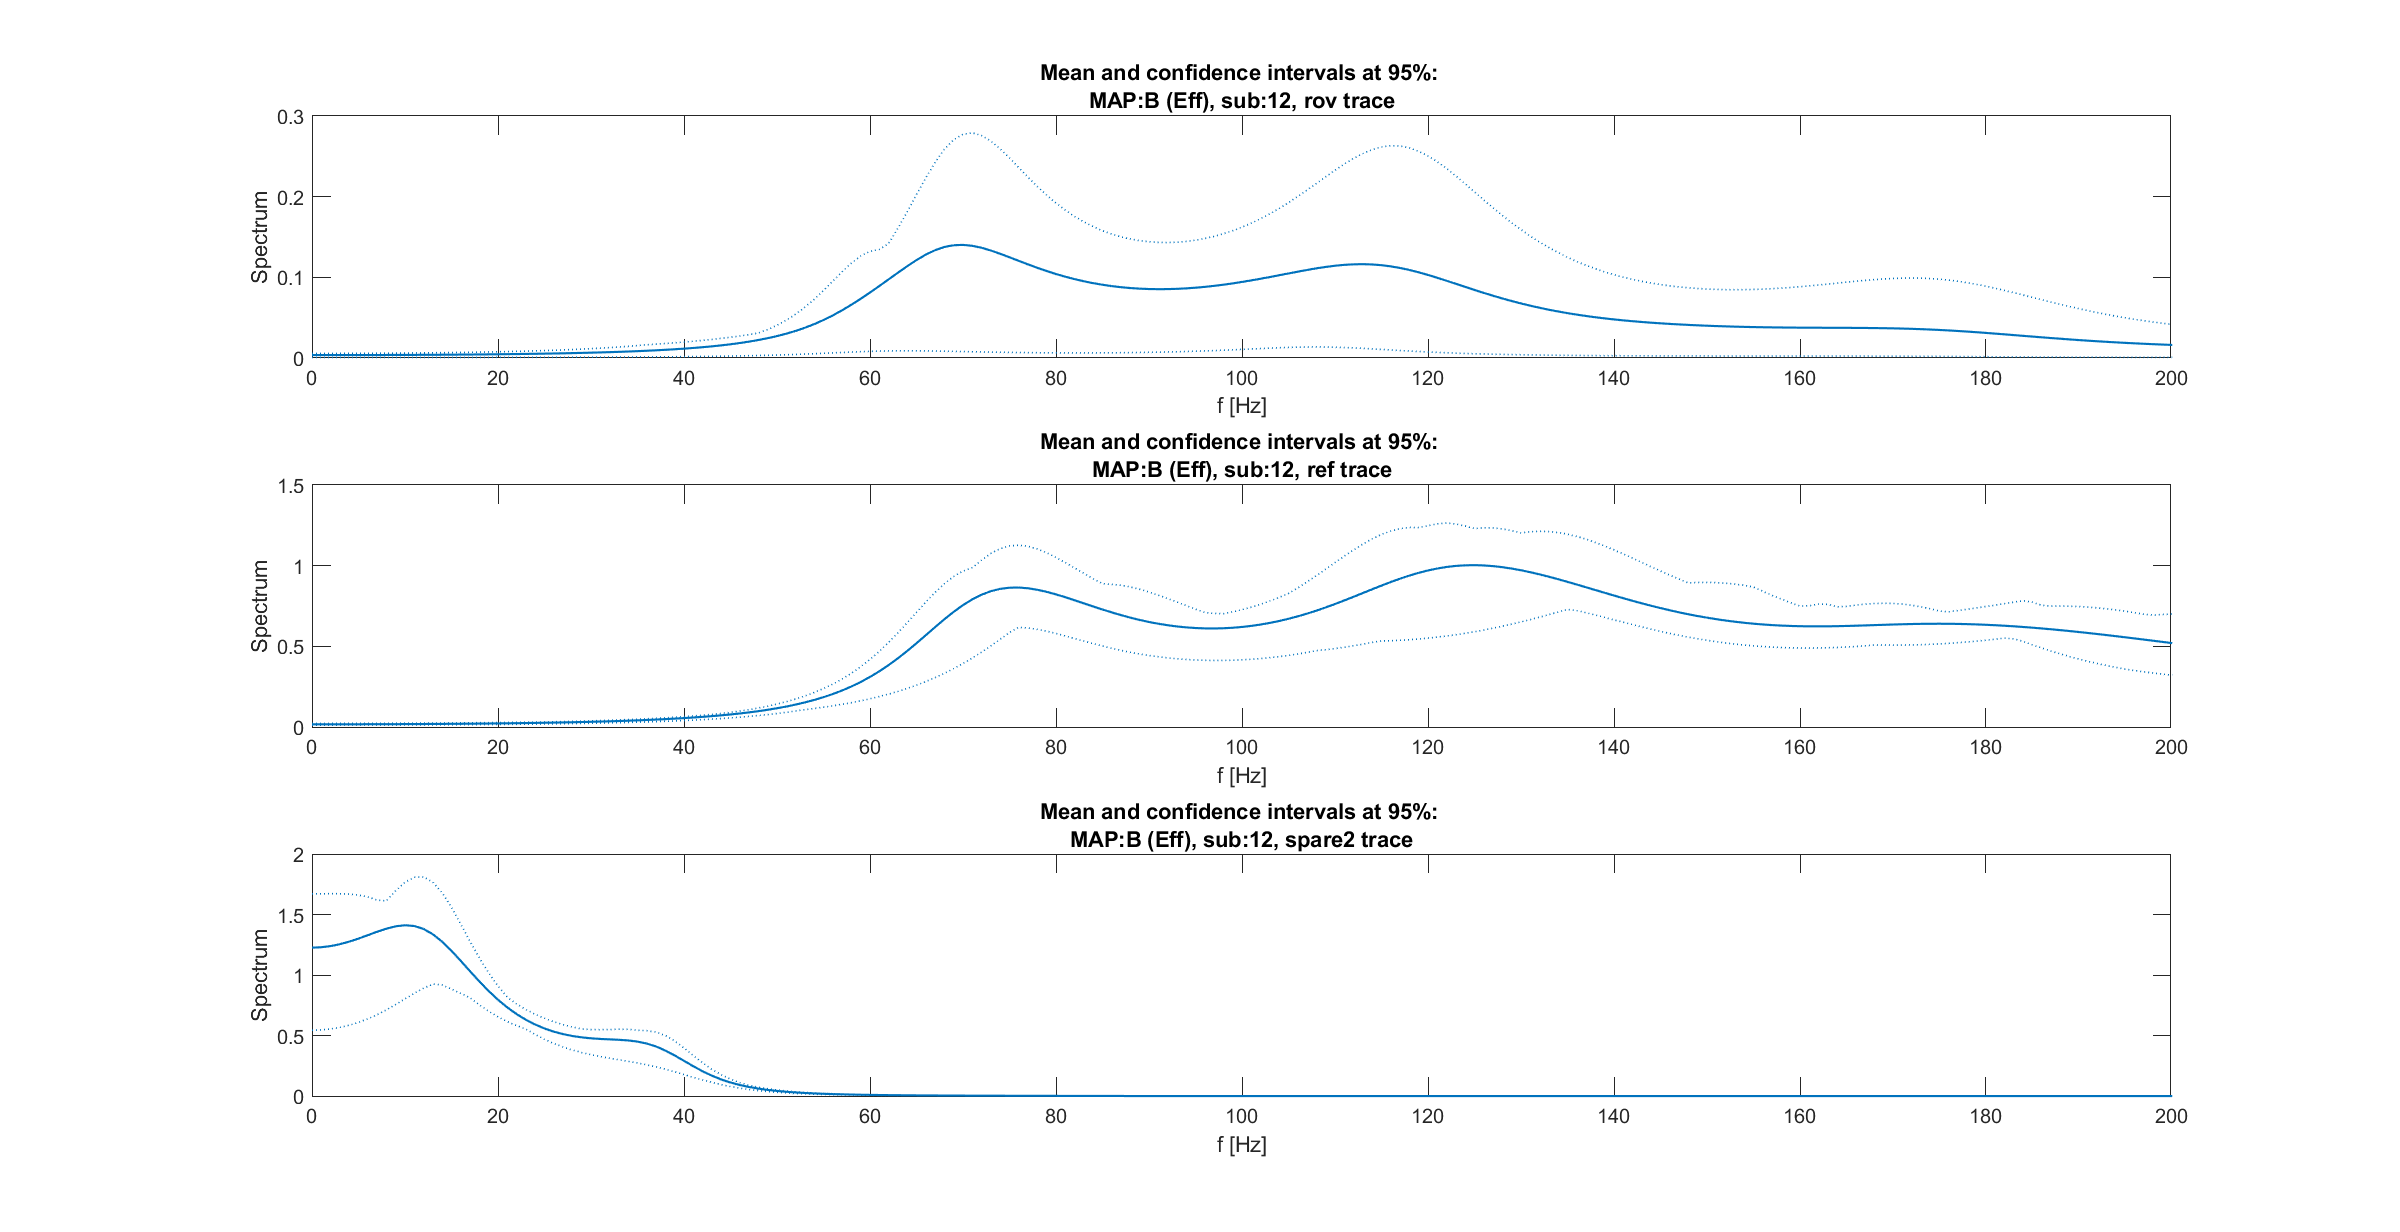 Mean and confidence intervals at 95%:
MAP:B (Eff), sub:12, rov trace
0.3
0.2
0.1
0
Spectrum
0 20 40 60 80 100 120 140 160 180 200
f [Hz]
Mean and confidence intervals at 95%:
MAP:B (Eff), sub:12, ref trace
1.5
1
0.5
0
Spectrum
0 20 40 60 80 100 120 140 160 180 200
f [Hz]
Mean and confidence intervals at 95%:
MAP:B (Eff), sub:12, spare2 trace
2
1.5
1
0.5
0
Spectrum
0 20 40 60 80 100 120 140 160 180 200
f [Hz]